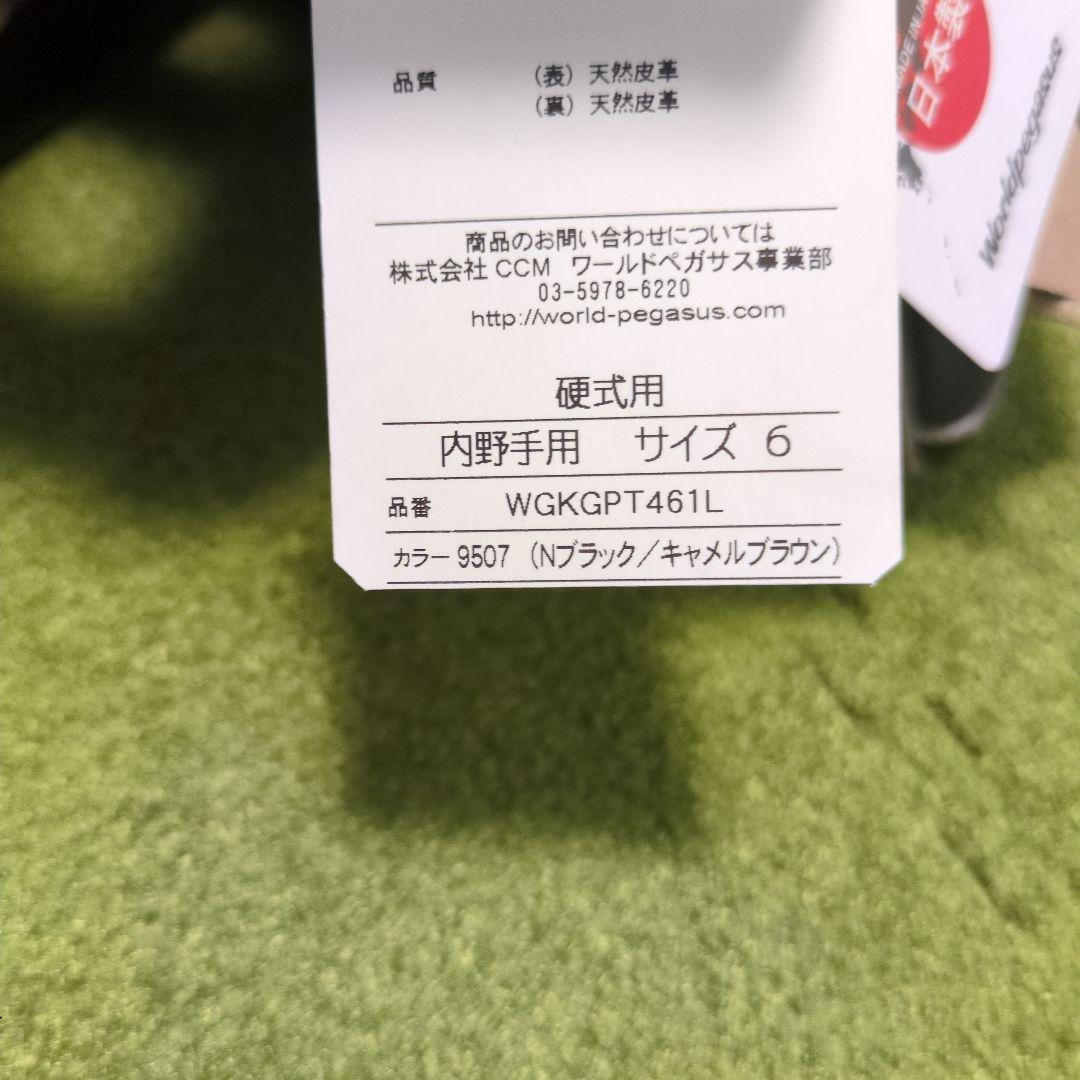 品質 (表) 天然皮革
(裏) 天然皮革
商品のお問い合わせについては
株式会社 CCM ワールドペガサス事業部
03-5978-6220
http://world-pegasus.com
硬式用
内野手用 サイズ 6
品番 WGKGPT461L
カラー 9507 (Nブラック/キャメルブラウン)
日本製
Worldpegasus